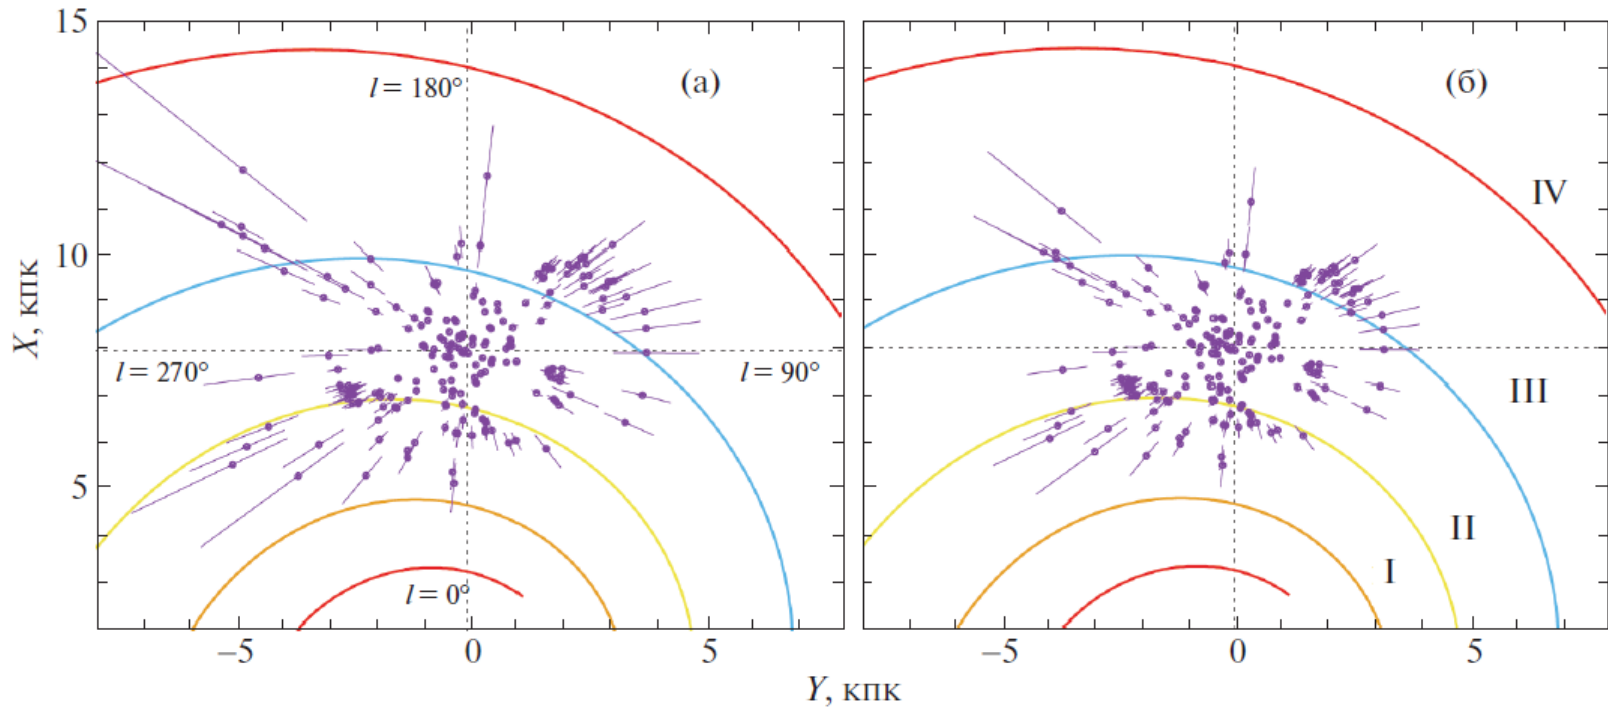 15
10
5
X, кпк
(а)
l = 180°
l = 270°
l = 90°
l = 0°
–5
0
5
(б)
IV
III
II
I
–5
0
5
Y, кпк